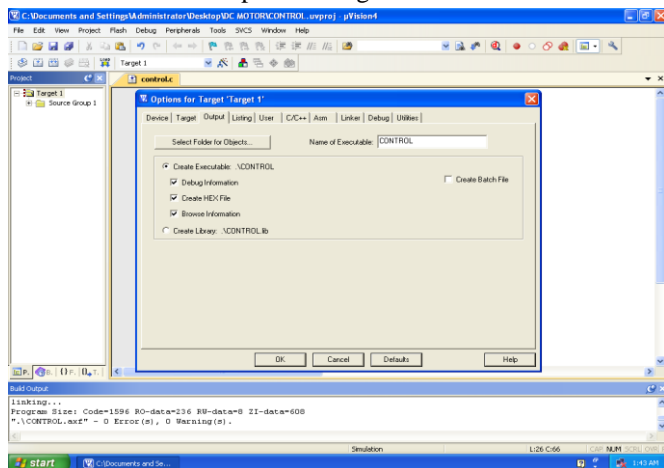 C:\Documents and Settings\Administrator\Desktop\DC MOTOR\CONTROL.uvproj - µVision4
File Edit View Project Flash Debug Peripherals Tools SVCS Window Help
Target 1
Project
control.c
Target 1
Source Group 1
Options for Target 'Target 1'
Device Target Output Listing User C/C++ Asm Linker Debug Utilities
Select Folder for Objects... Name of Executable: CONTROL
Create Executable: .\CONTROL
Debug Information Create Batch File
Create HEX File
Browse Information
Create Library: .\CONTROL.lib
OK Cancel Defaults Help
Build Output
linking...
Program Size: Code=1596 RO-data=236 RW-data=8 ZI-data=608
".\CONTROL.axf" - 0 Error(s), 0 Warning(s).
Simulation L:26 C:66 CAP NUM SCRL
start C:\Documents and Se... 1:43 AM